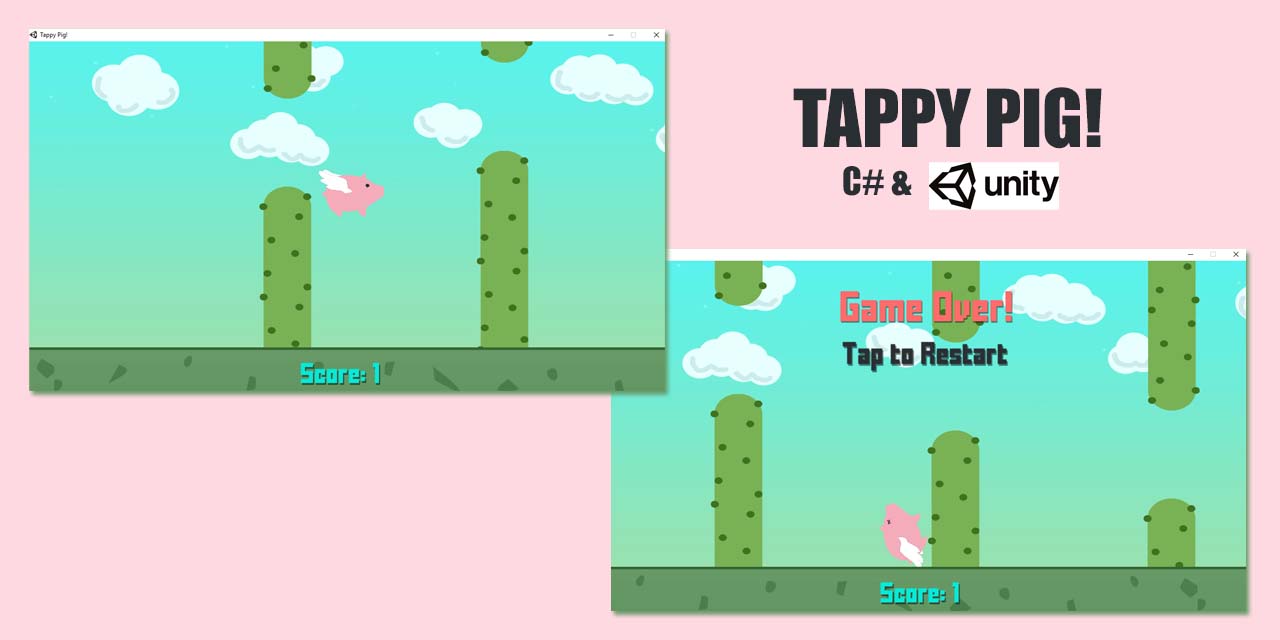 Tappy Pig!
TAPPY PIG!
C# & unity
Score: 1
Game Over!
Tap to Restart
Score: 1